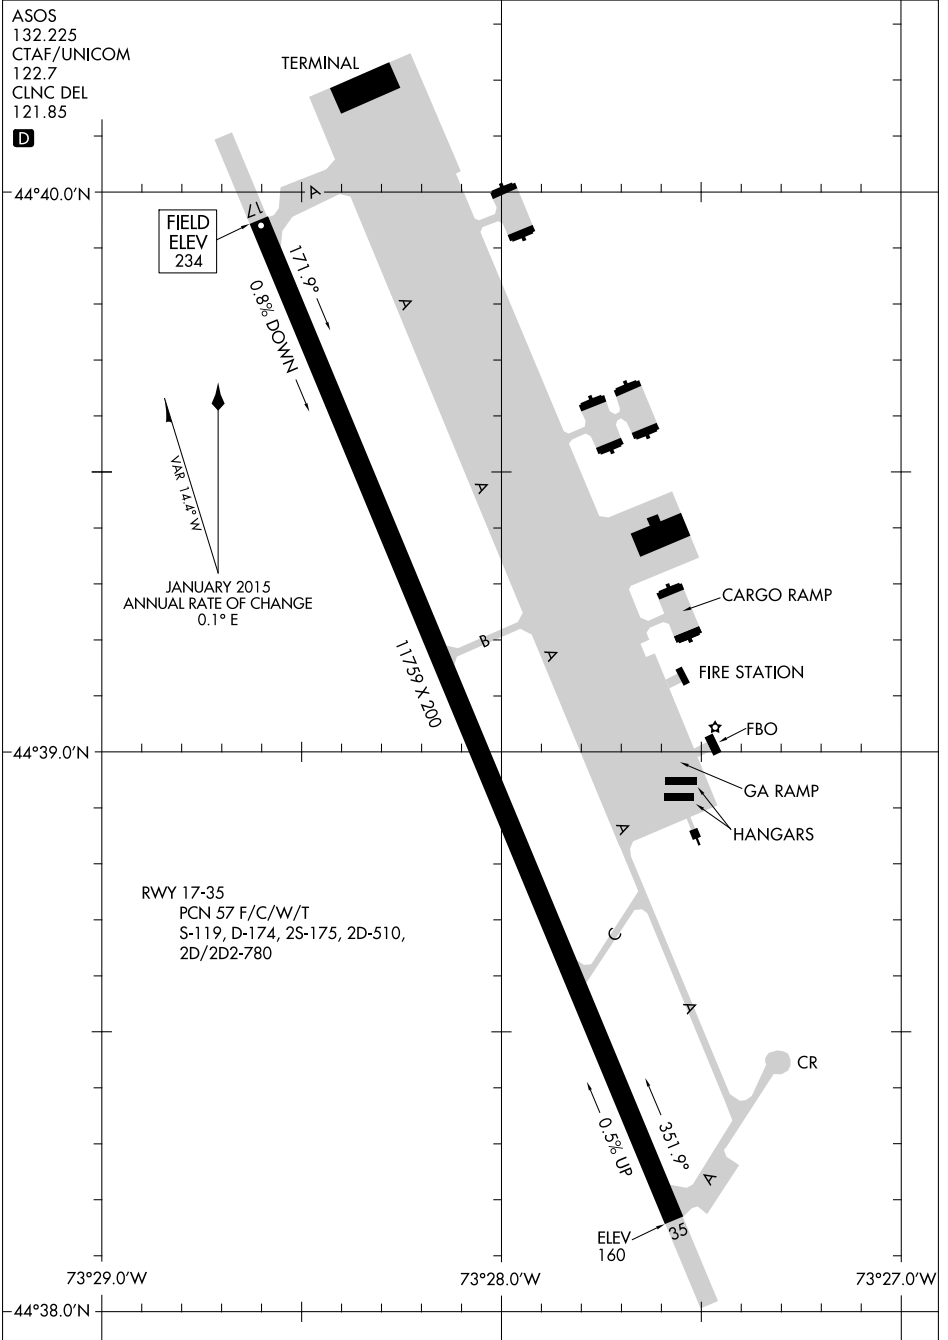 ASOS
132.225
CTAF/UNICOM
122.7
CLNC DEL
121.85
D
TERMINAL
A
44°40.0'N
17
FIELD
ELEV
234
171.9°
0.8% DOWN
A
VAR 14.4° W
A
JANUARY 2015
ANNUAL RATE OF CHANGE
0.1° E
CARGO RAMP
B
A
11759 X 200
FIRE STATION
FBO
44°39.0'N
GA RAMP
A
HANGARS
RWY 17-35
PCN 57 F/C/W/T
S-119, D-174, 2S-175, 2D-510,
2D/2D2-780
C
A
CR
0.5% UP
351.9°
A
35
ELEV
160
73°29.0'W
73°28.0'W
73°27.0'W
44°38.0'N